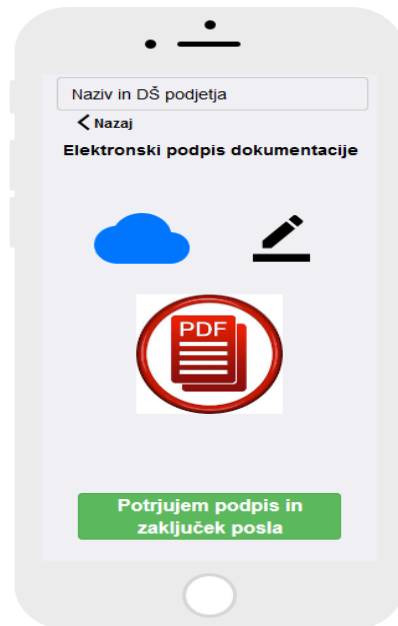 Naziv in DŠ podjetja
Nazaj
Elektronski podpis dokumentacije
PDF
Potrjujem podpis in
zaključek posla